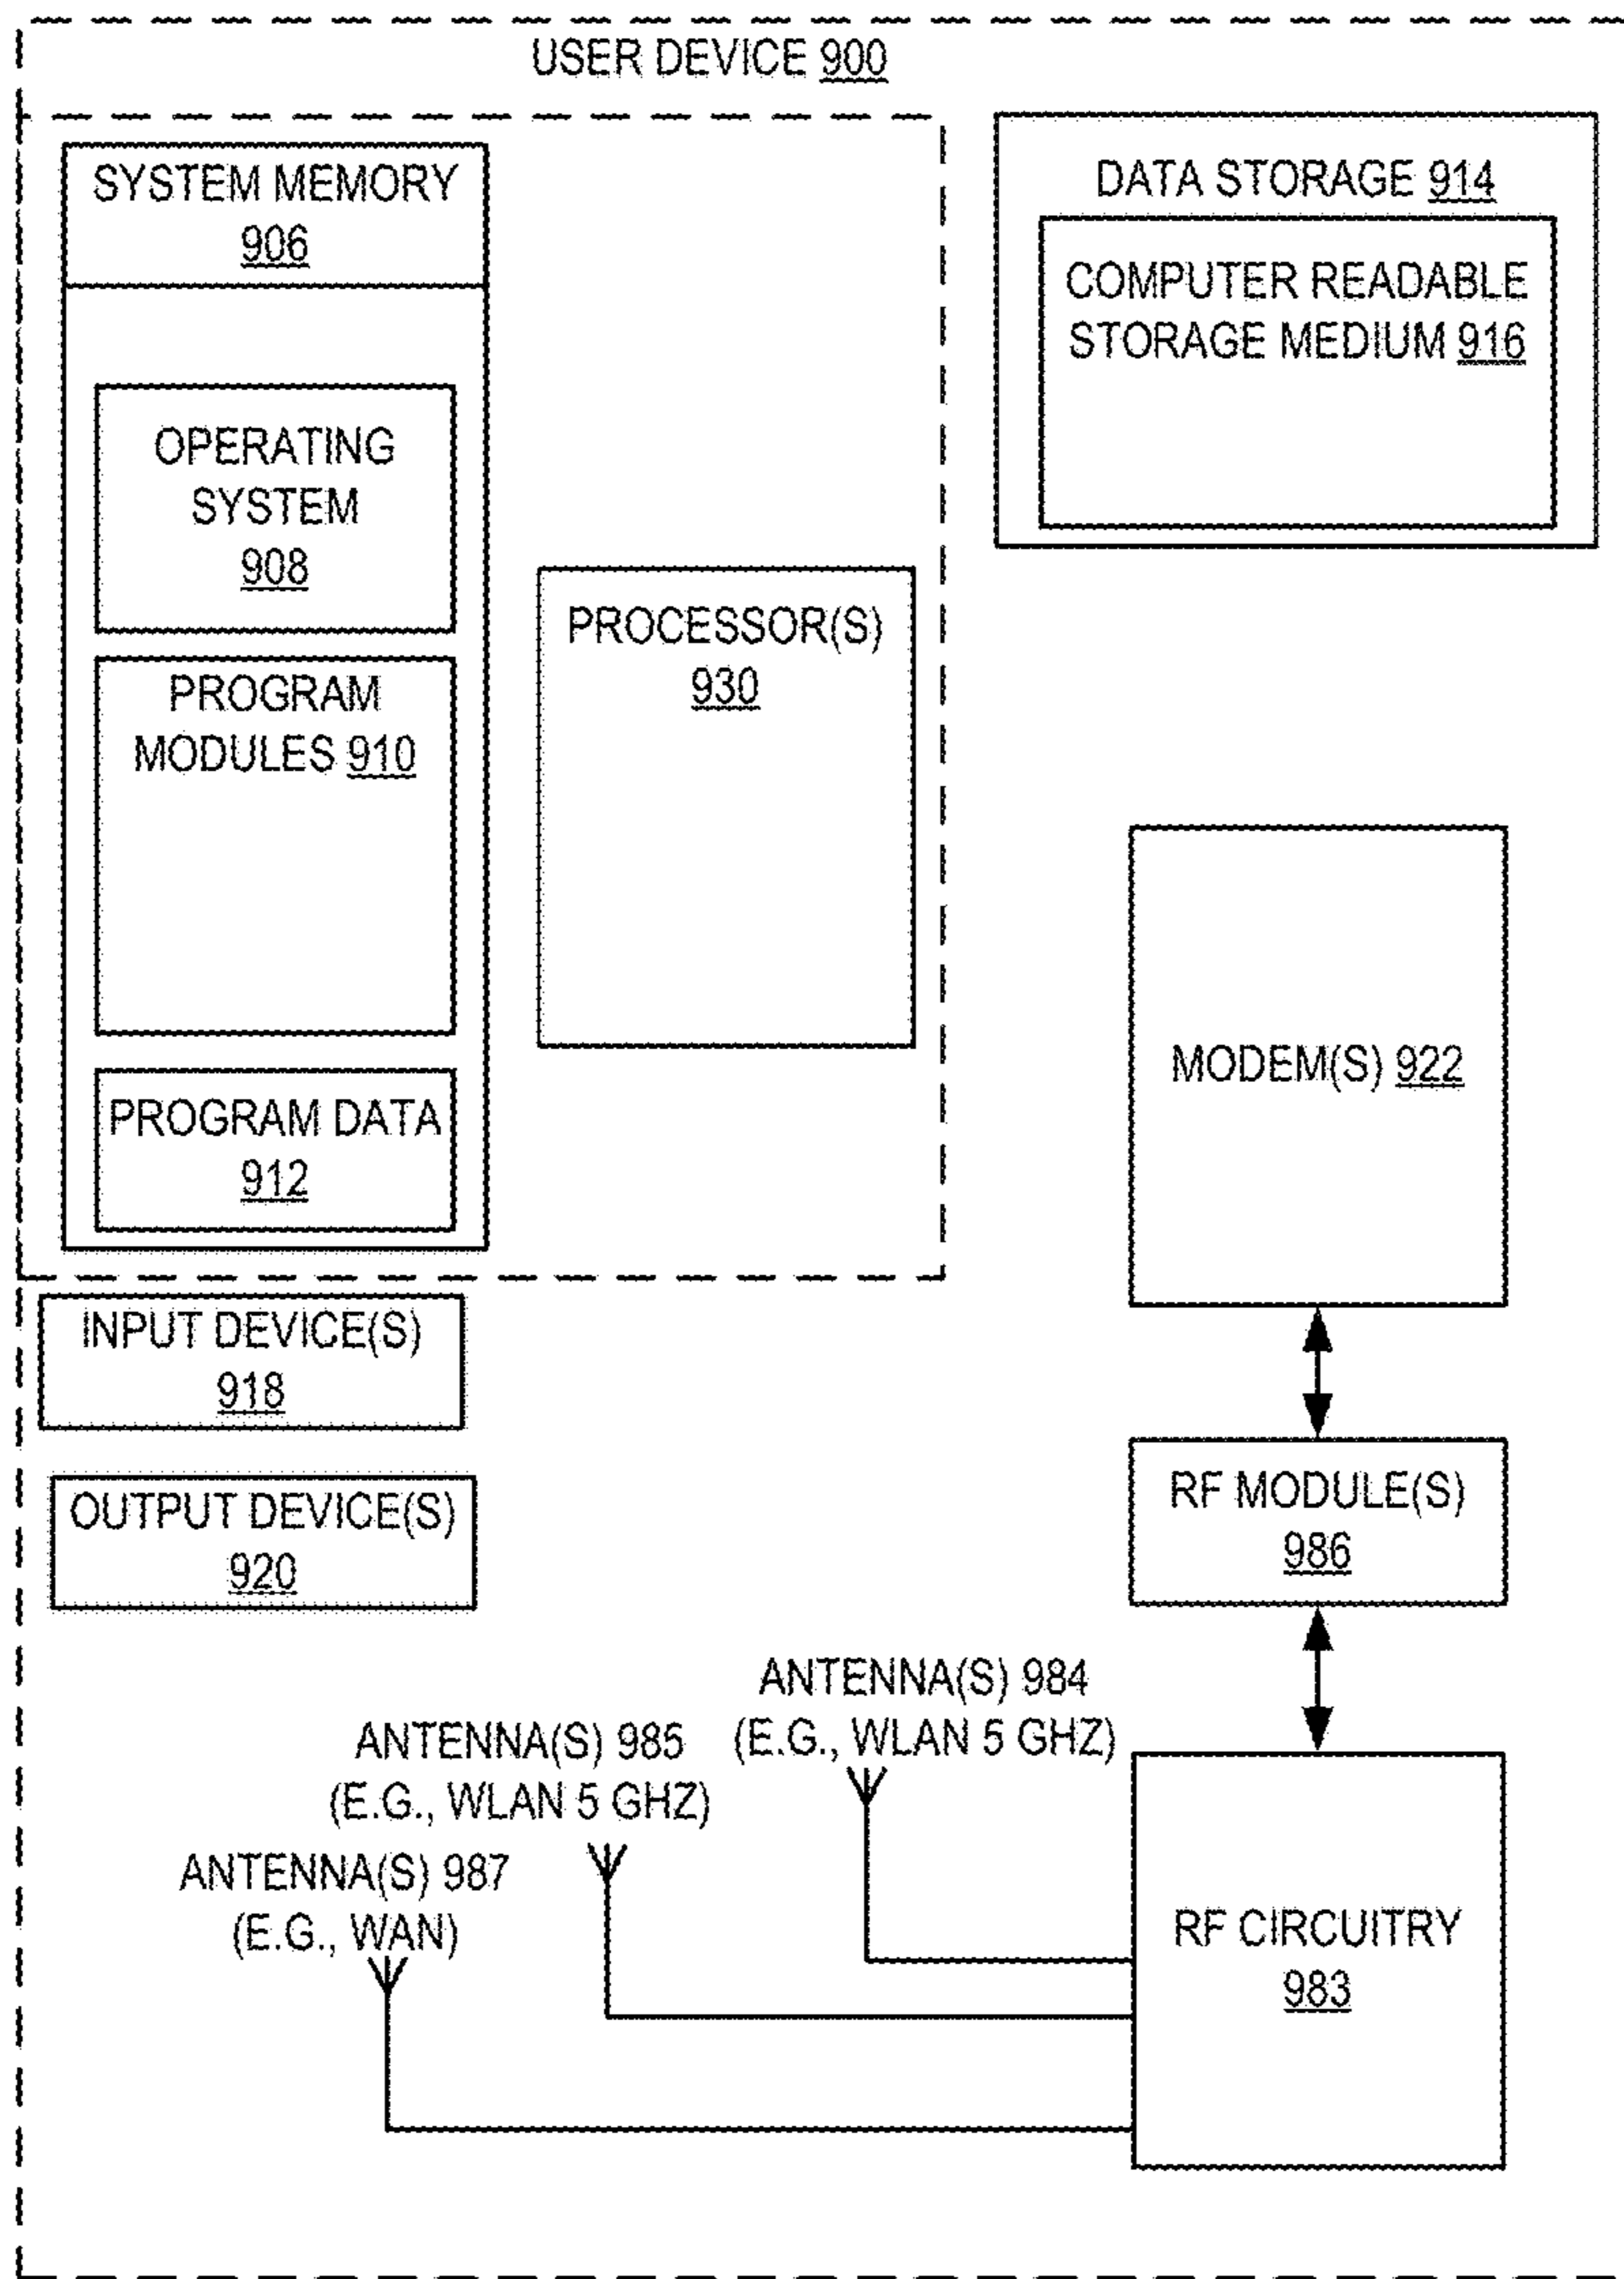 USER DEVICE 900
SYSTEM MEMORY
906
OPERATING
SYSTEM
908
PROGRAM
MODULES 910
PROGRAM DATA
912
PROCESSOR(S)
930
DATA STORAGE 914
COMPUTER READABLE
STORAGE MEDIUM 916
MODEM(S) 922
INPUT DEVICE(S)
918
OUTPUT DEVICE(S)
920
RF MODULE(S)
986
ANTENNA(S) 984
(E.G., WLAN 5 GHZ)
ANTENNA(S) 985
(E.G., WLAN 5 GHZ)
ANTENNA(S) 987
(E.G., WAN)
RF CIRCUITRY
983